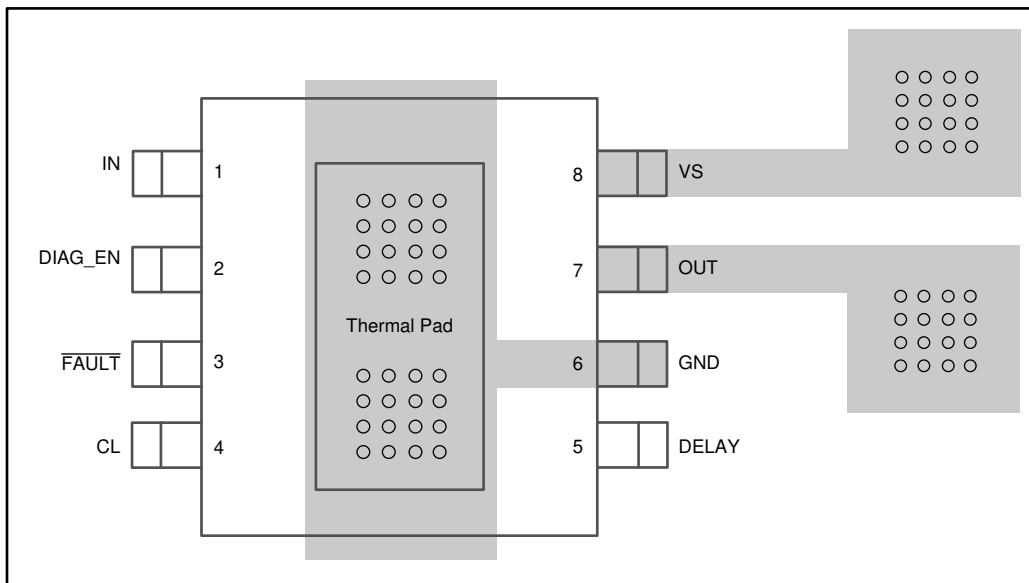 IN
1
8
VS
DIAG_EN
2
7
OUT
Thermal Pad
FAULT
3
6
GND
CL
4
5
DELAY